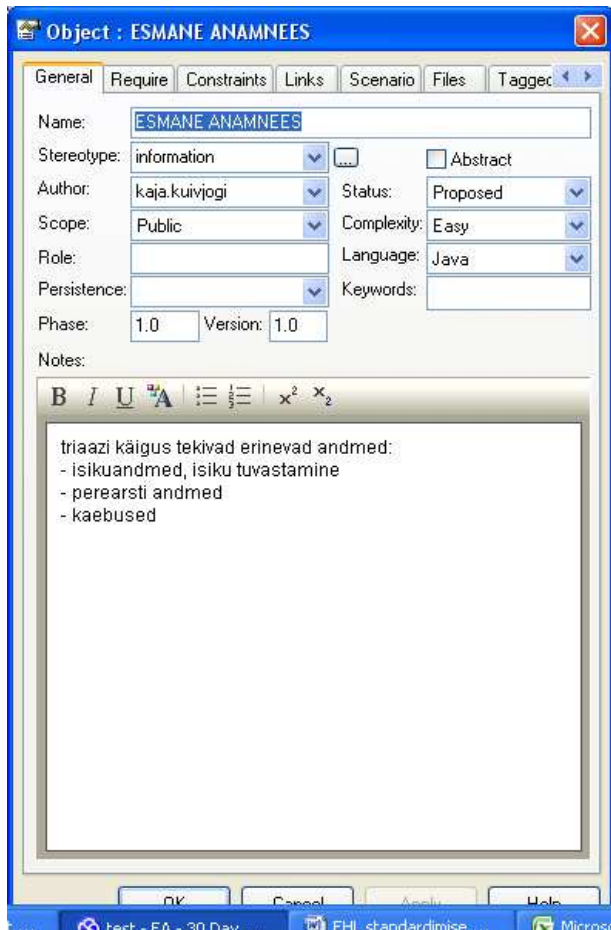 Object : ESMANE ANAMNEES
General Require Constraints Links Scenario Files Tagged
Name: ESMANE ANAMNEES
Stereotype: information ... Abstract
Author: kaja.kuivjogi Status: Proposed
Scope: Public Complexity: Easy
Role: Language: Java
Persistence: Keywords:
Phase: 1.0 Version: 1.0
Notes:
B I U A x² x₂
triaazi käigus tekivad erinevad andmed:
- isikuandmed, isiku tuvastamine
- perearsti andmed
- kaebused
OK Cancel Apply Help
test - EA - 30 Day ... EHL standardimise ... Micros